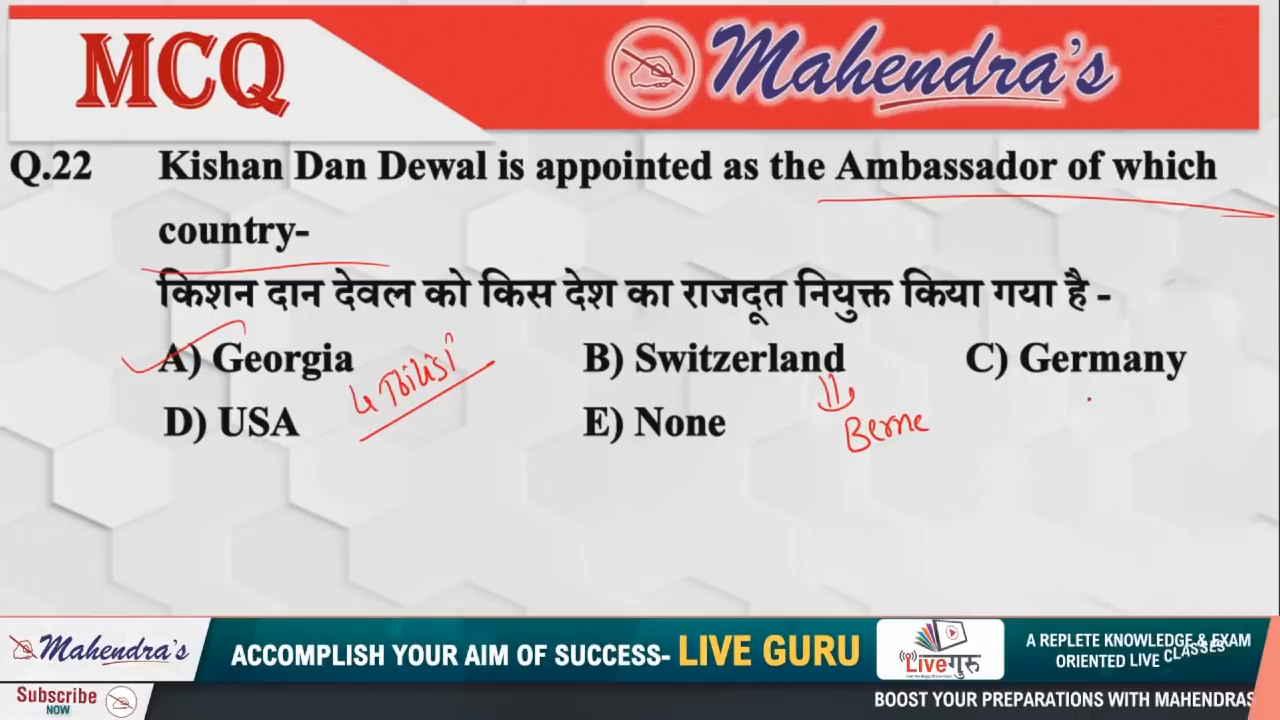 MCQ
Mahendra's
Q.22 Kishan Dan Dewal is appointed as the Ambassador of which
country-
किशन दान देवल को किस देश का राजदूत नियुक्त किया गया है -
A) Georgia B) Switzerland C) Germany
Tbilisi
D) USA E) None
Berne
Mahendra's
ACCOMPLISH YOUR AIM OF SUCCESS- LIVE GURU
Liveगुरु
A REPLETE KNOWLEDGE & EXAM
ORIENTED LIVE CLASSES
Subscribe
NOW
BOOST YOUR PREPARATIONS WITH MAHENDRAS